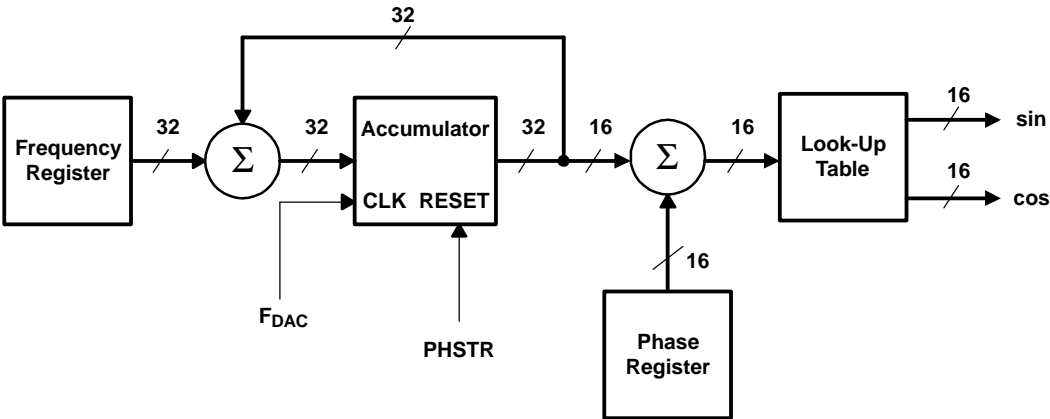 32
Frequency
Register
32
Σ
32
Accumulator
CLK RESET
32
16
Σ
16
Look-Up
Table
16
sin
16
cos
16
F_DAC
PHSTR
Phase
Register